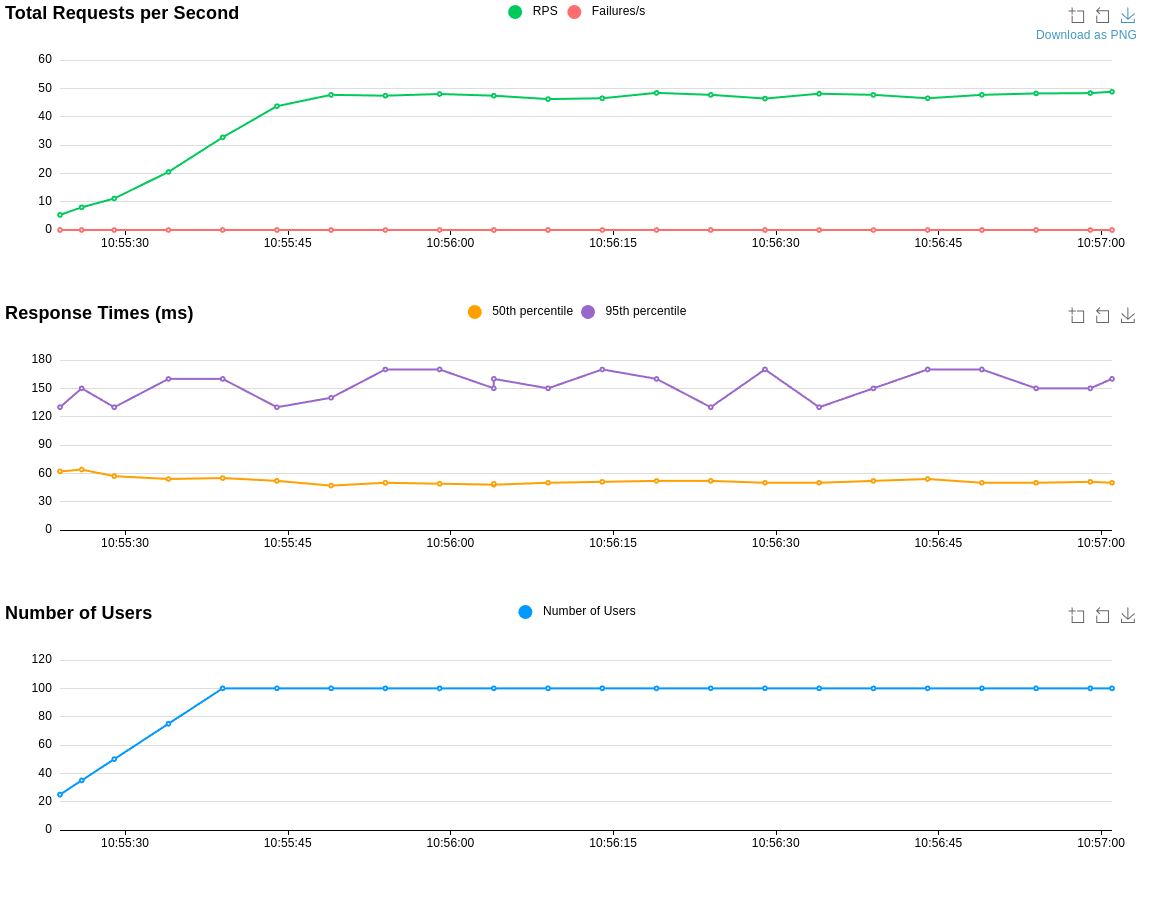 Total Requests per Second
RPS Failures/s
Download as PNG
60
50
40
30
20
10
0
10:55:30 10:55:45 10:56:00 10:56:15 10:56:30 10:56:45 10:57:00
Response Times (ms)
50th percentile 95th percentile
180
150
120
90
60
30
0
10:55:30 10:55:45 10:56:00 10:56:15 10:56:30 10:56:45 10:57:00
Number of Users
Number of Users
120
100
80
60
40
20
0
10:55:30 10:55:45 10:56:00 10:56:15 10:56:30 10:56:45 10:57:00